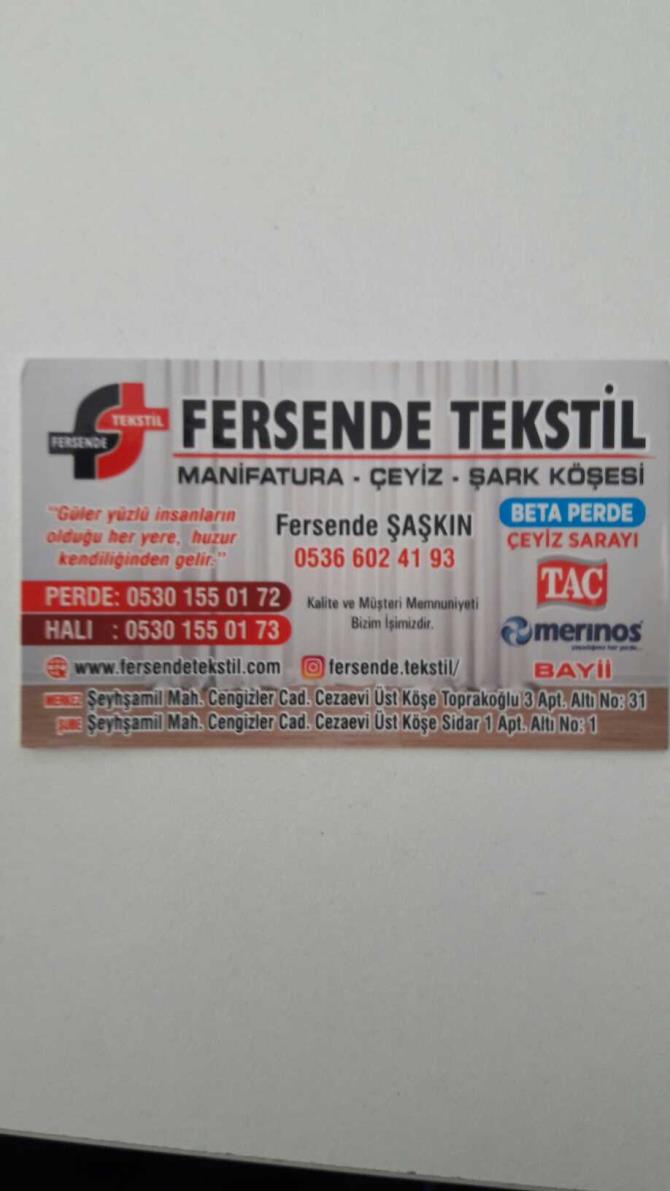 FERSENDE TEKSTİL
FERSENDE TEKSTİL
MANİFATURA - ÇEYİZ - ŞARK KÖŞESİ
"Güler yüzlü insanların
olduğu her yere, huzur
kendiliğinden gelir."
Fersende ŞAŞKIN
0536 602 41 93
BETA PERDE
ÇEYİZ SARAYI
TAÇ
merinos
BAYİİ
PERDE: 0530 155 01 72
HALI : 0530 155 01 73
Kalite ve Müşteri Memnuniyeti
Bizim İşimizdir.
www.fersendetekstil.com fersende.tekstil/
MERKEZ Şeyhşamil Mah. Cengizler Cad. Cezaevi Üst Köşe Toprakoğlu 3 Apt. Altı No: 31
ŞUBE Şeyhşamil Mah. Cengizler Cad. Cezaevi Üst Köşe Sidar 1 Apt. Altı No: 1